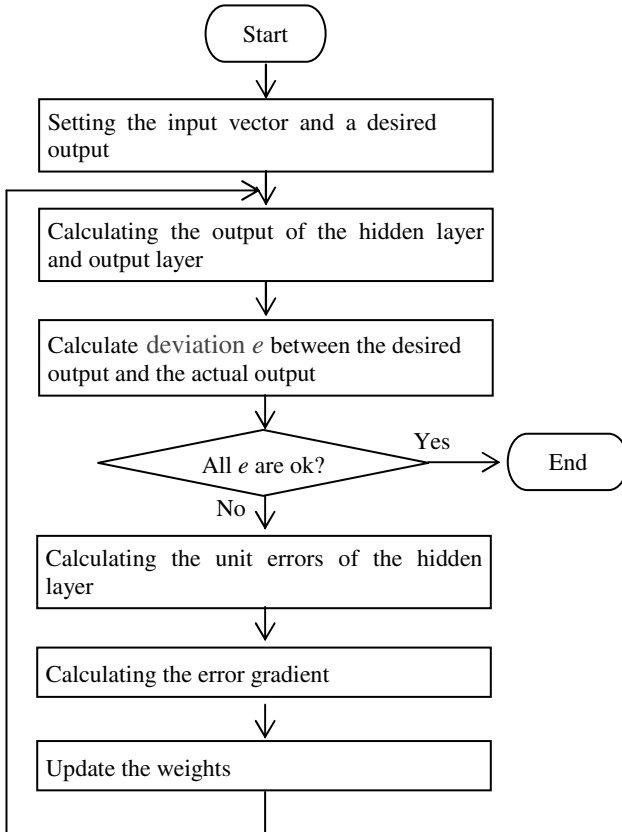 Start
Setting the input vector and a desired
output
Calculating the output of the hidden layer
and output layer
Calculate deviation e between the desired
output and the actual output
All e are ok?
Yes
End
No
Calculating the unit errors of the hidden
layer
Calculating the error gradient
Update the weights